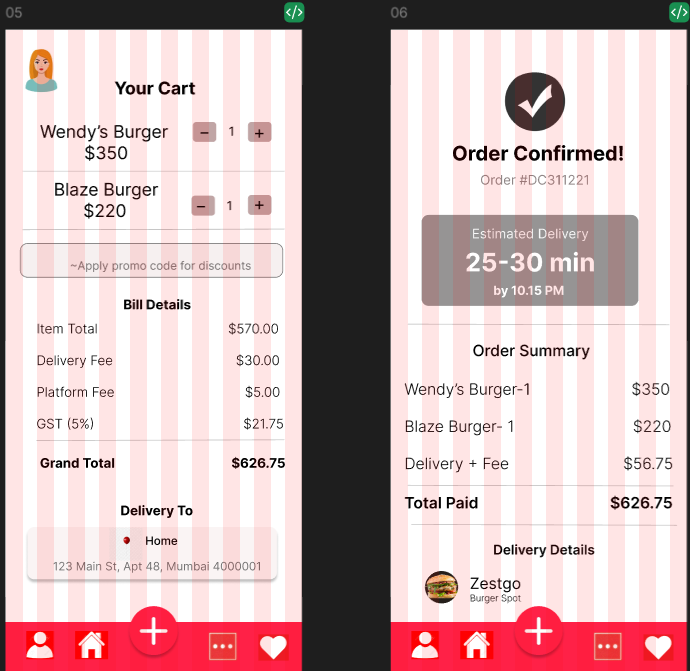 05
</>
Your Cart
Wendy's Burger
− 1 +
$350
Blaze Burger
− 1 +
$220
~Apply promo code for discounts
Bill Details
Item Total $570.00
Delivery Fee $30.00
Platform Fee $5.00
GST (5%) $21.75
Grand Total $626.75
Delivery To
Home
123 Main St, Apt 48, Mumbai 4000001
06
</>
Order Confirmed!
Order #DC311221
Estimated Delivery
25-30 min
by 10.15 PM
Order Summary
Wendy's Burger-1 $350
Blaze Burger- 1 $220
Delivery + Fee $56.75
Total Paid $626.75
Delivery Details
Zestgo
Burger Spot